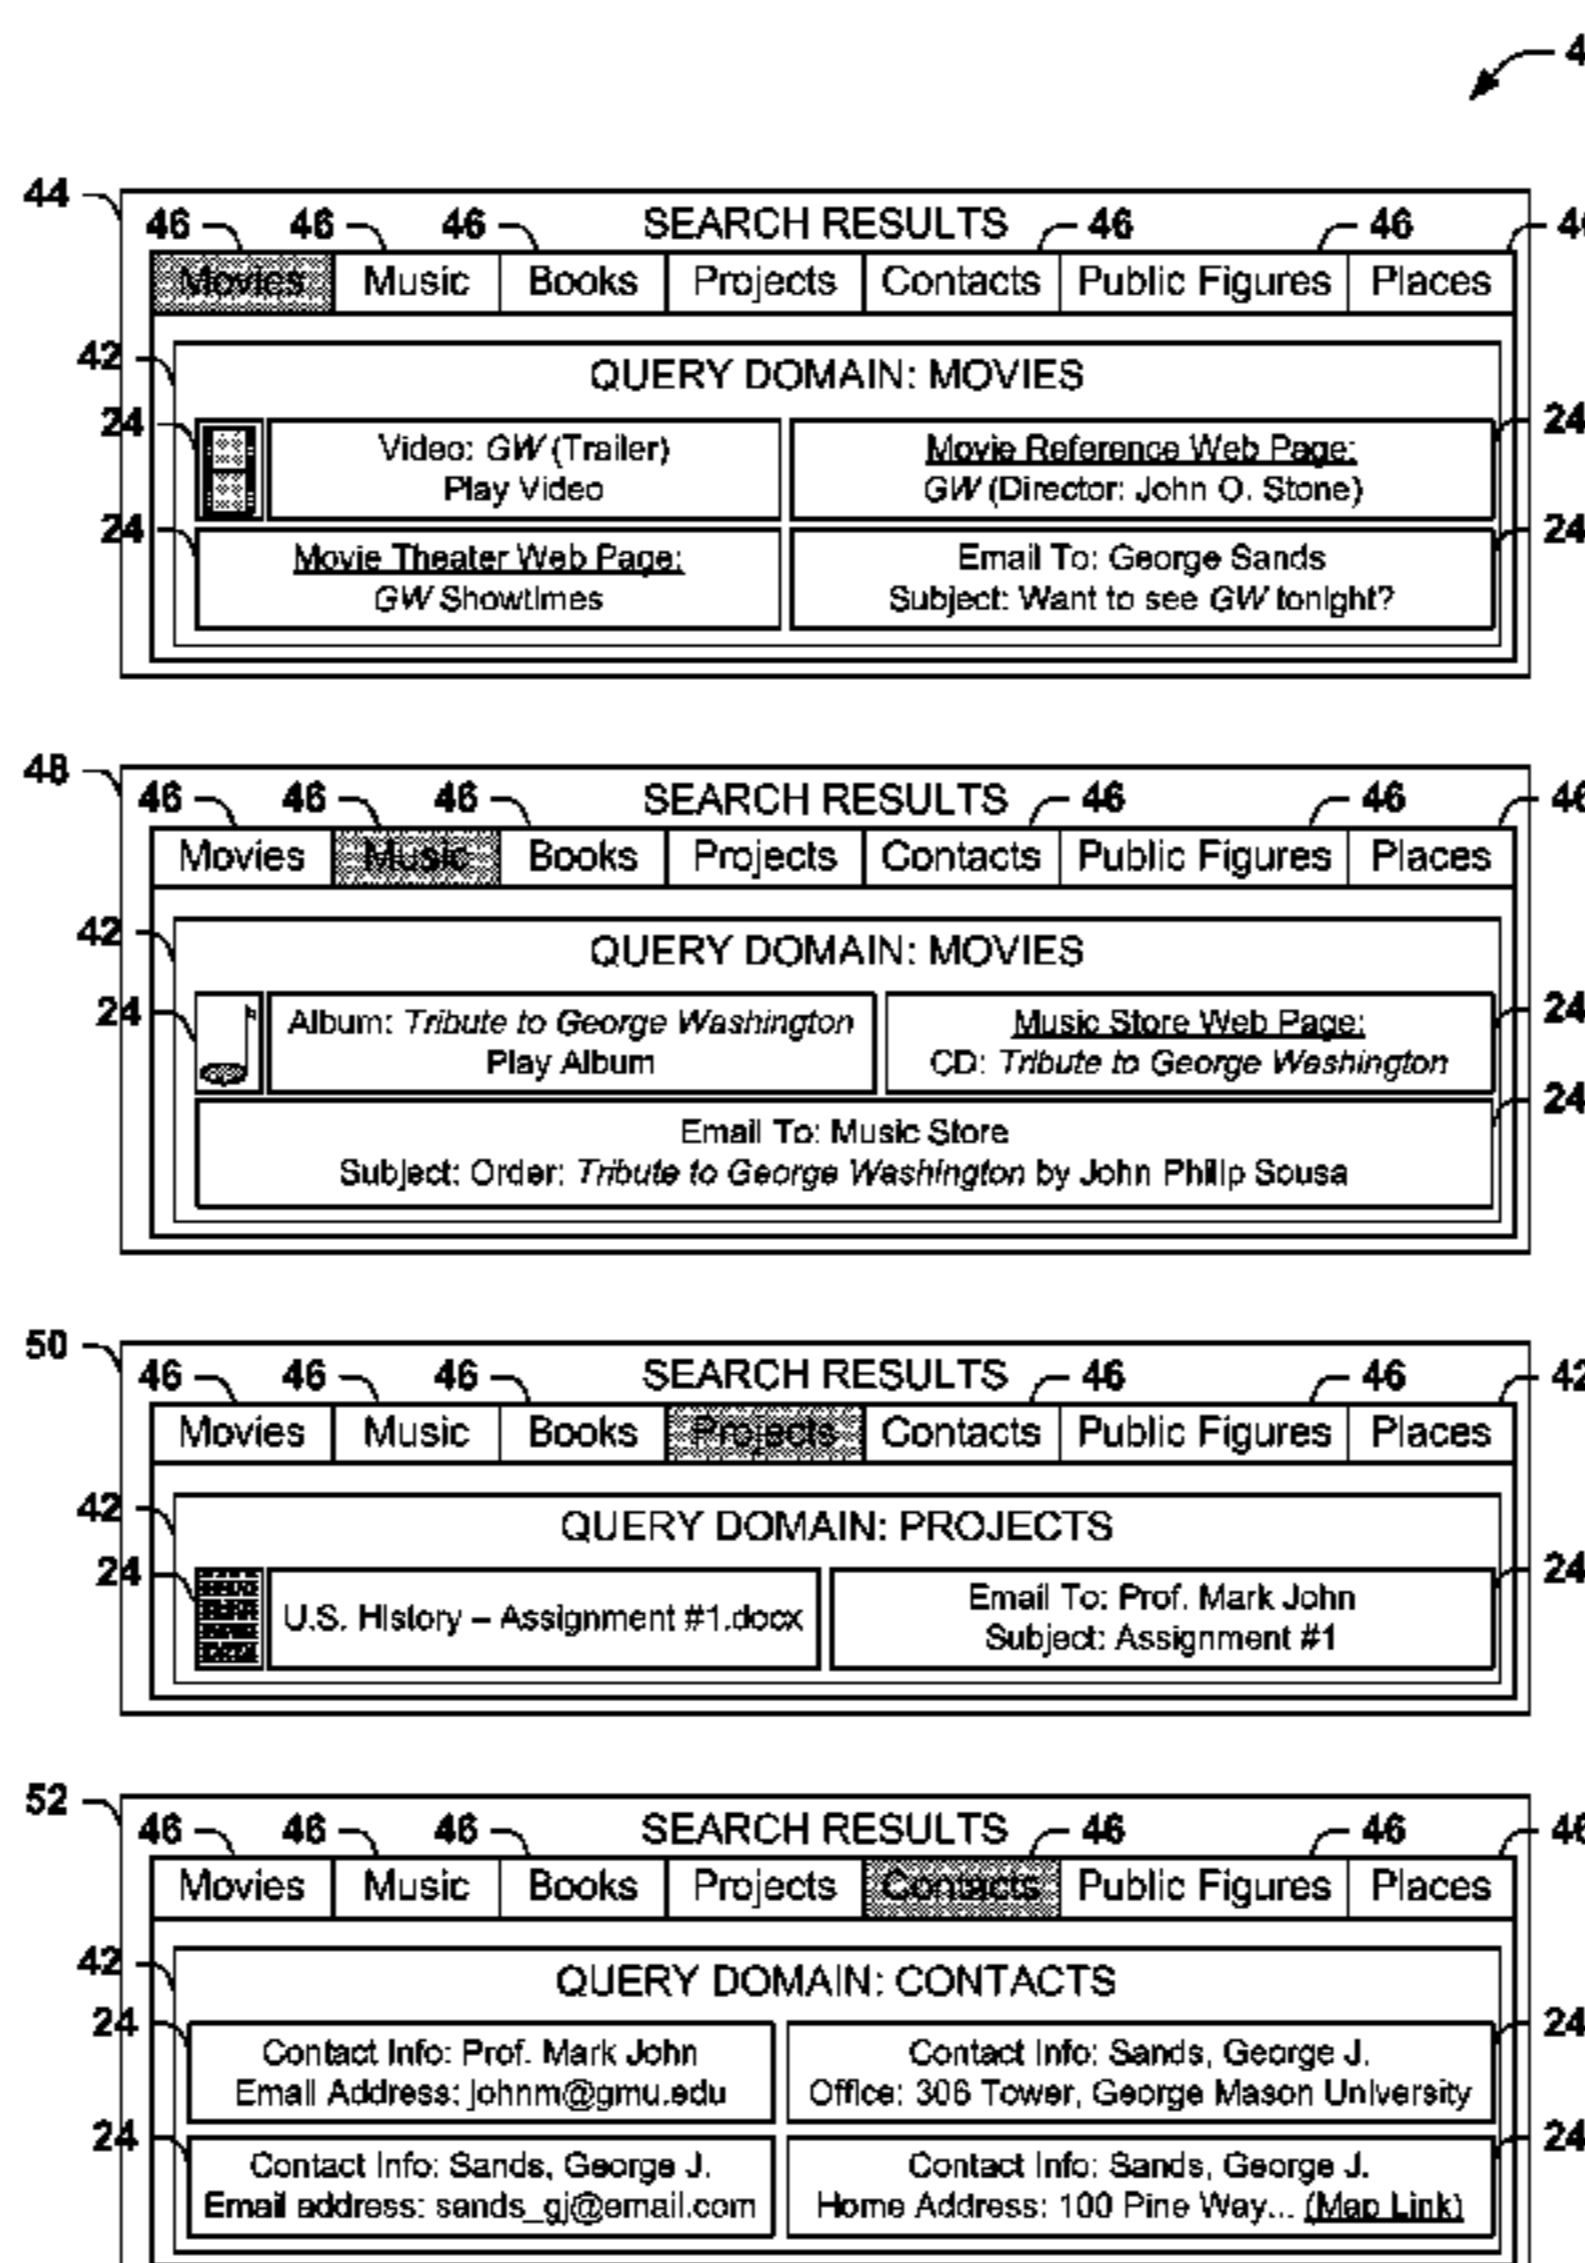 4
44
46 46 46 SEARCH RESULTS 46 46 46
Movies Music Books Projects Contacts Public Figures Places
42
QUERY DOMAIN: MOVIES
24 24
Video: GW (Trailer)
Play Video
Movie Reference Web Page:
GW (Director: John O. Stone)
24 24
Movie Theater Web Page:
GW Showtimes
Email To: George Sands
Subject: Want to see GW tonight?
48
46 46 46 SEARCH RESULTS 46 46 46
Movies Music Books Projects Contacts Public Figures Places
42
QUERY DOMAIN: MOVIES
24 24
Album: Tribute to George Washington
Play Album
Music Store Web Page:
CD: Tribute to George Washington
24
Email To: Music Store
Subject: Order: Tribute to George Washington by John Philip Sousa
50
46 46 46 SEARCH RESULTS 46 46 42
Movies Music Books Projects Contacts Public Figures Places
42
QUERY DOMAIN: PROJECTS
24 24
U.S. History – Assignment #1.docx
Email To: Prof. Mark John
Subject: Assignment #1
52
46 46 46 SEARCH RESULTS 46 46 46
Movies Music Books Projects Contacts Public Figures Places
42
QUERY DOMAIN: CONTACTS
24 24
Contact Info: Prof. Mark John
Email Address: johnm@gmu.edu
Contact Info: Sands, George J.
Office: 306 Tower, George Mason University
24 24
Contact Info: Sands, George J.
Email address: sands_gj@email.com
Contact Info: Sands, George J.
Home Address: 100 Pine Way... (Map Link)